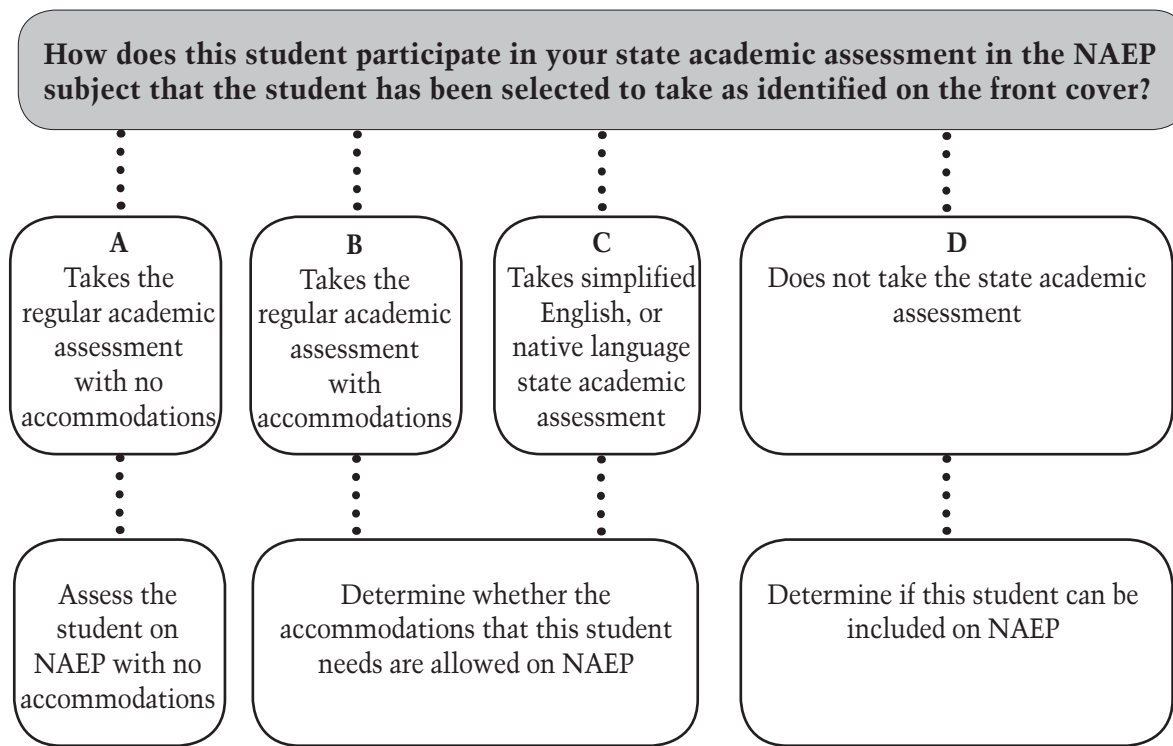 How does this student participate in your state academic assessment in the NAEP
subject that the student has been selected to take as identified on the front cover?
A
Takes the
regular academic
assessment
with no
accommodations
B
Takes the
regular academic
assessment
with
accommodations
C
Takes simplified
English, or
native language
state academic
assessment
D
Does not take the state academic
assessment
Assess the
student on
NAEP with no
accommodations
Determine whether the
accommodations that this student
needs are allowed on NAEP
Determine if this student can be
included on NAEP